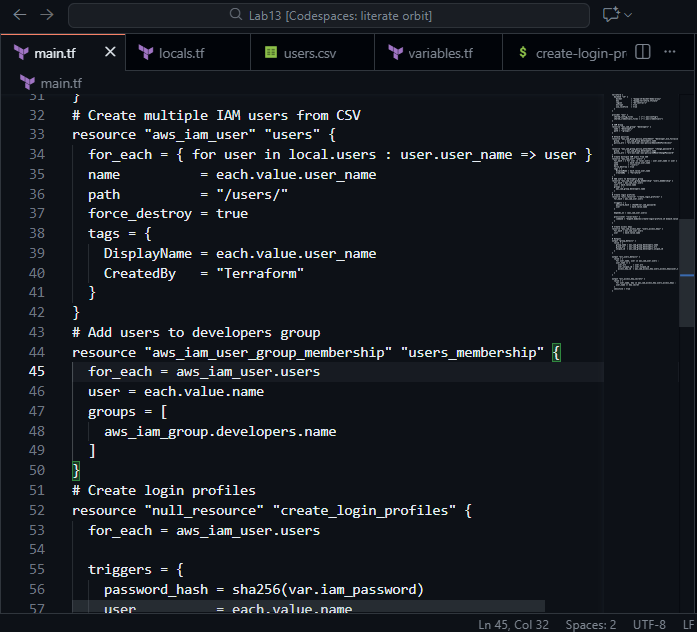 Lab13 [Codespaces: literate orbit]
main.tf locals.tf users.csv variables.tf $ create-login-pr
main.tf
31 }
32 # Create multiple IAM users from CSV
33 resource "aws_iam_user" "users" {
34   for_each = { for user in local.users : user.user_name => user }
35   name          = each.value.user_name
36   path          = "/users/"
37   force_destroy = true
38   tags = {
39     DisplayName = each.value.user_name
40     CreatedBy   = "Terraform"
41   }
42 }
43 # Add users to developers group
44 resource "aws_iam_user_group_membership" "users_membership" {
45   for_each = aws_iam_user.users
46   user = each.value.name
47   groups = [
48     aws_iam_group.developers.name
49   ]
50 }
51 # Create login profiles
52 resource "null_resource" "create_login_profiles" {
53   for_each = aws_iam_user.users
54
55   triggers = {
56     password_hash = sha256(var.iam_password)
57     user          = each.value.name
Ln 45, Col 32 Spaces: 2 UTF-8 LF